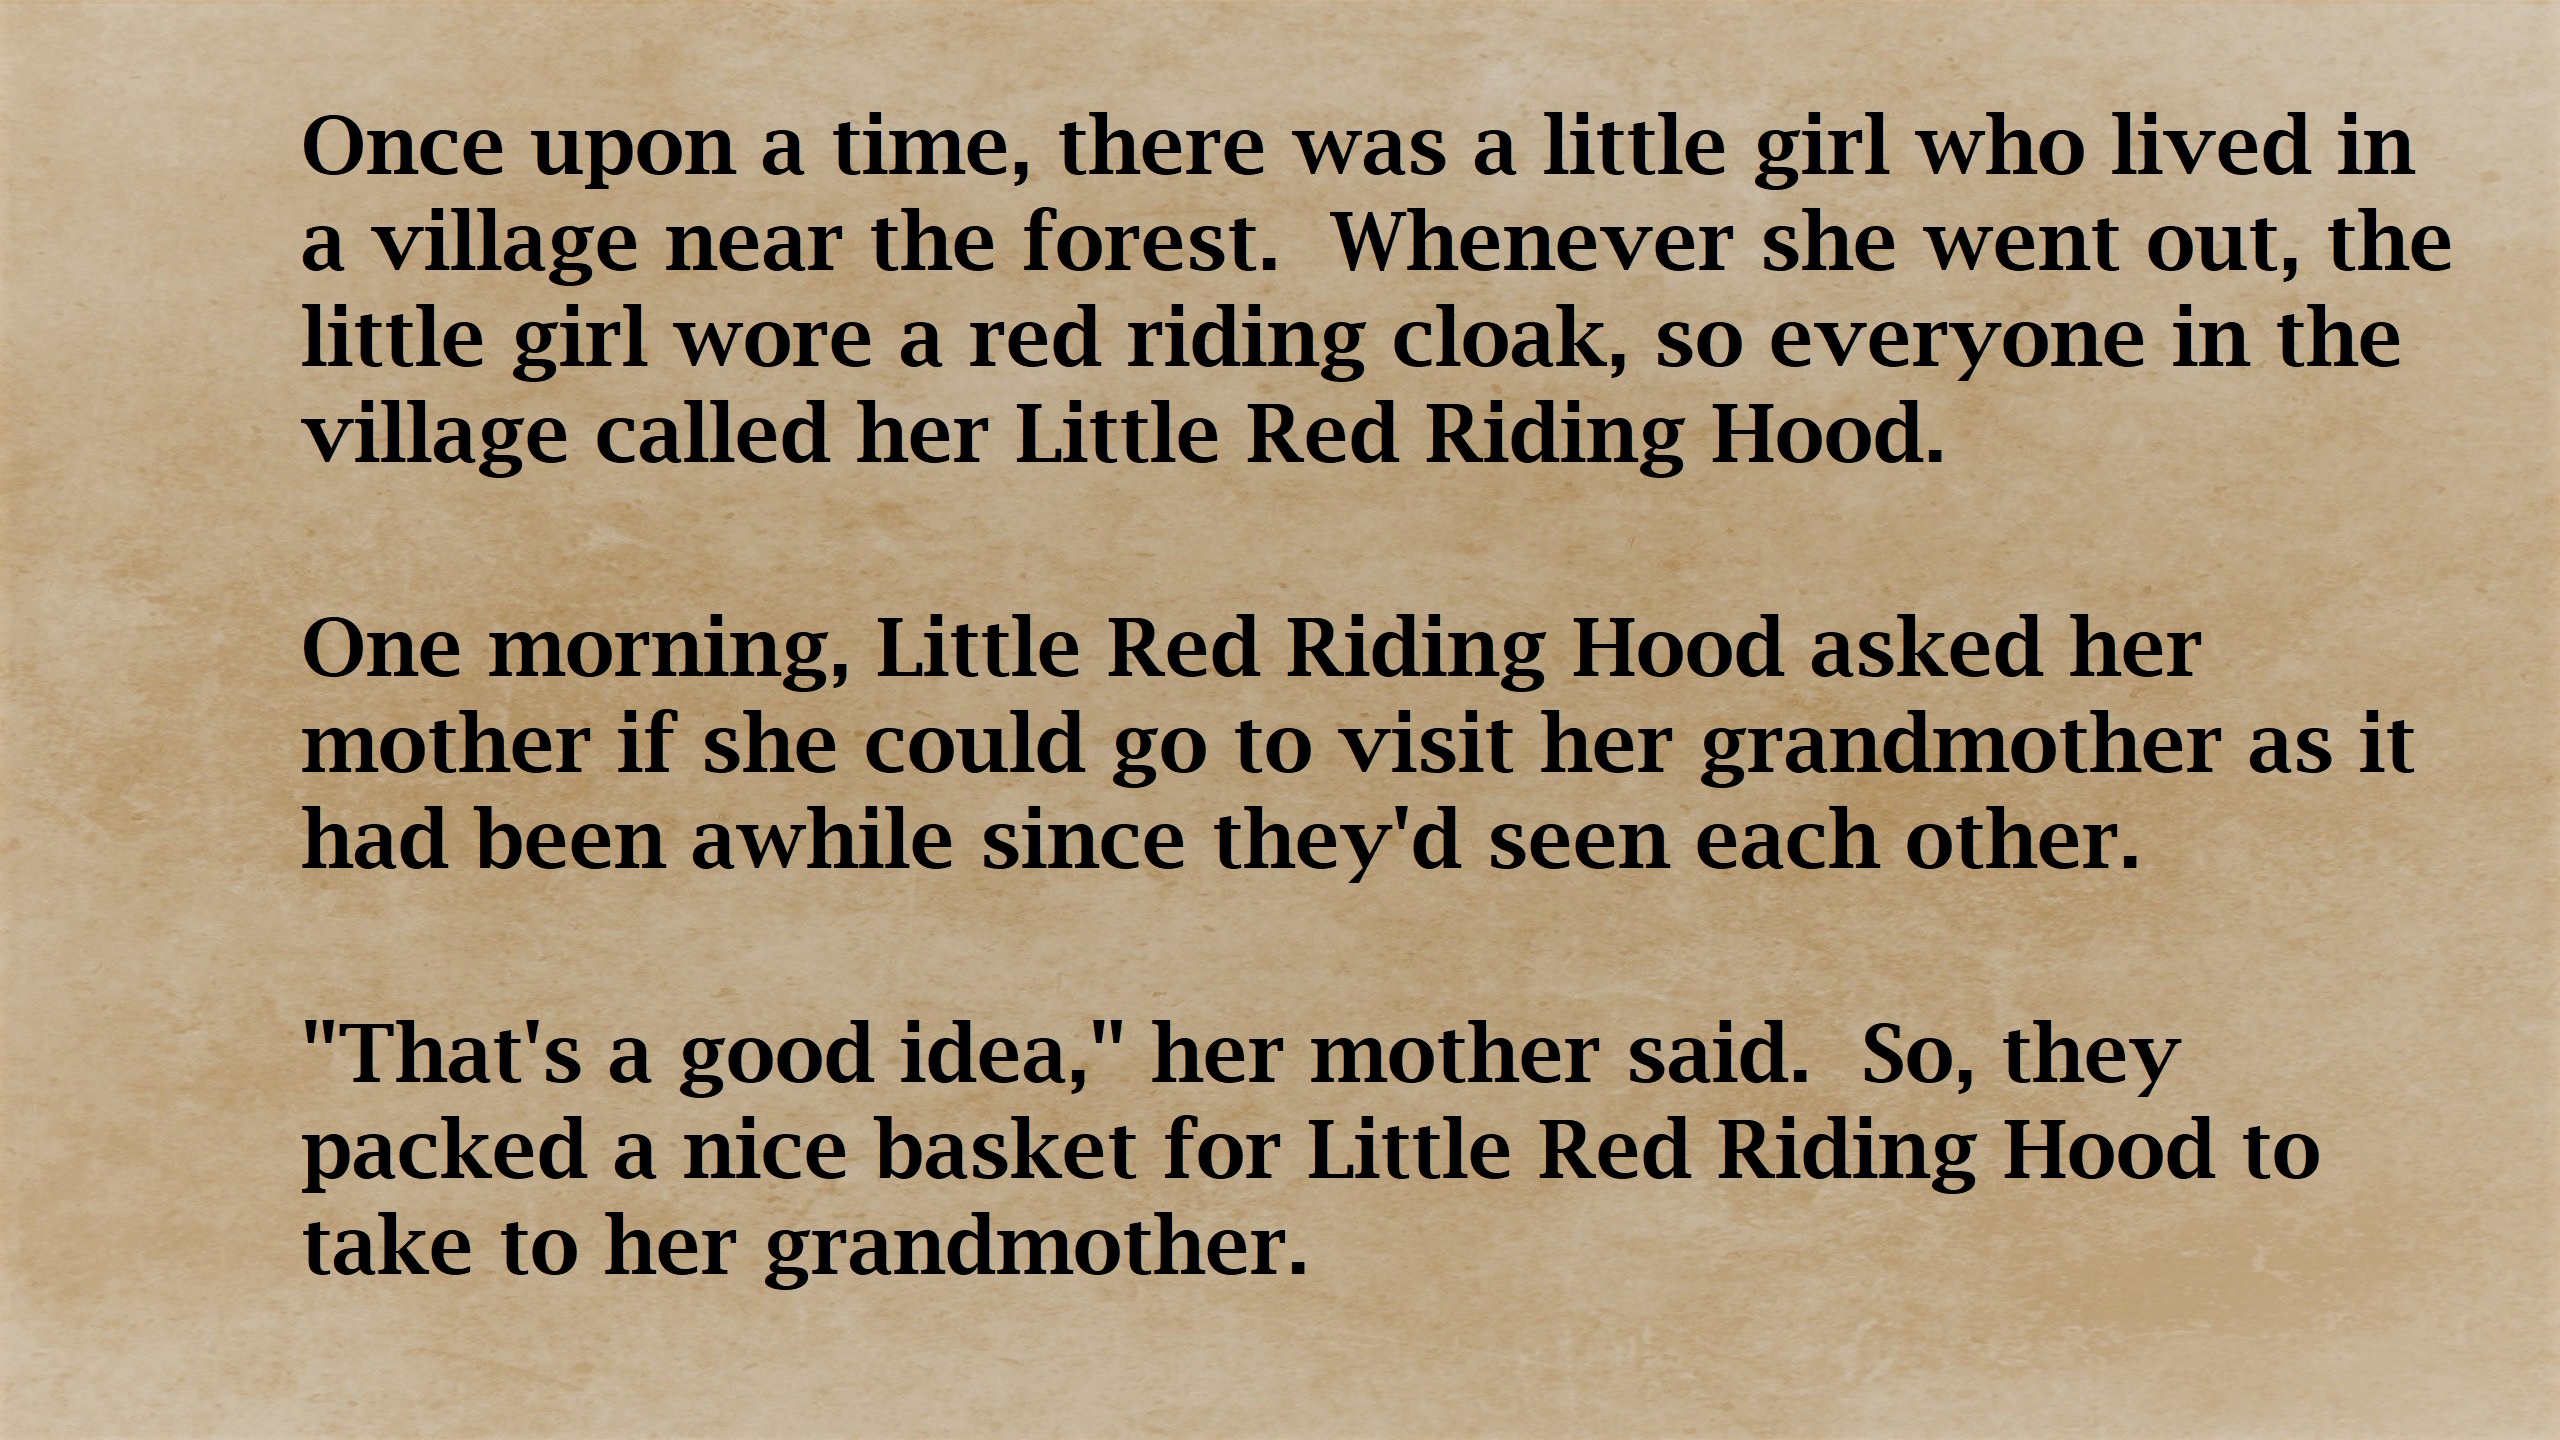 Once upon a time, there was a little girl who lived in
a village near the forest.  Whenever she went out, the
little girl wore a red riding cloak, so everyone in the
village called her Little Red Riding Hood.
One morning, Little Red Riding Hood asked her
mother if she could go to visit her grandmother as it
had been awhile since they'd seen each other.
"That's a good idea," her mother said.  So, they
packed a nice basket for Little Red Riding Hood to
take to her grandmother.